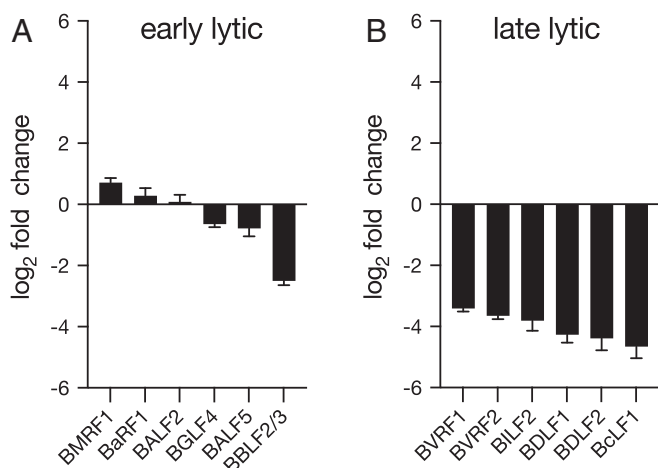 A early lytic
6
4
2
0
-2
-4
-6
log2 fold change
BMRF1
BaRF1
BALF2
BGLF4
BALF5
BBLF2/3
B late lytic
6
4
2
0
-2
-4
-6
log2 fold change
BVRF1
BVRF2
BILF2
BDLF1
BDLF2
BcLF1